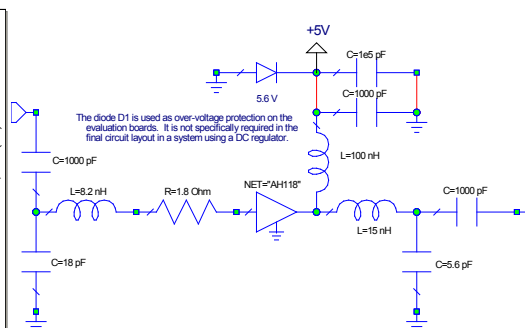 +5V
C=1e5 pF
5.6 V
C=1000 pF
The diode D1 is used as over-voltage protection on the
evaluation boards. It is not specifically required in the
final circuit layout in a system using a DC regulator.
L=100 nH
C=1000 pF
NET="AH118"
L=8.2 nH
R=1.8 Ohm
C=1000 pF
L=15 nH
C=18 pF
C=5.6 pF